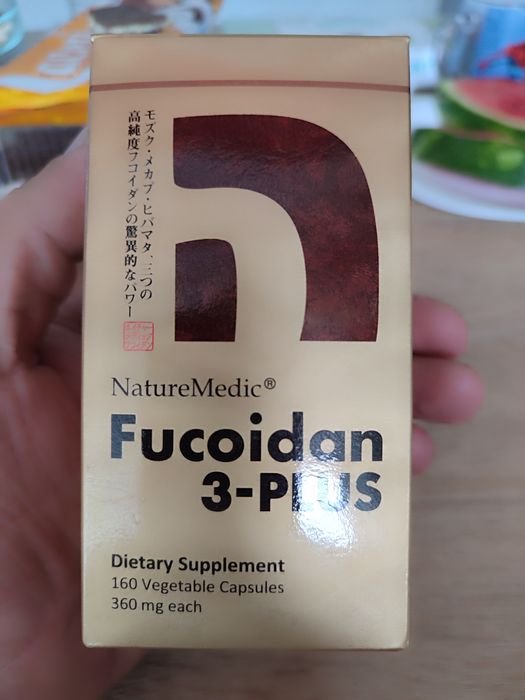 モズク・メカブ・ヒバマタ、三つの
高純度フコイダンの驚異的なパワー
NatureMedic®
Fucoidan
3-PLUS
Dietary Supplement
160 Vegetable Capsules
360 mg each